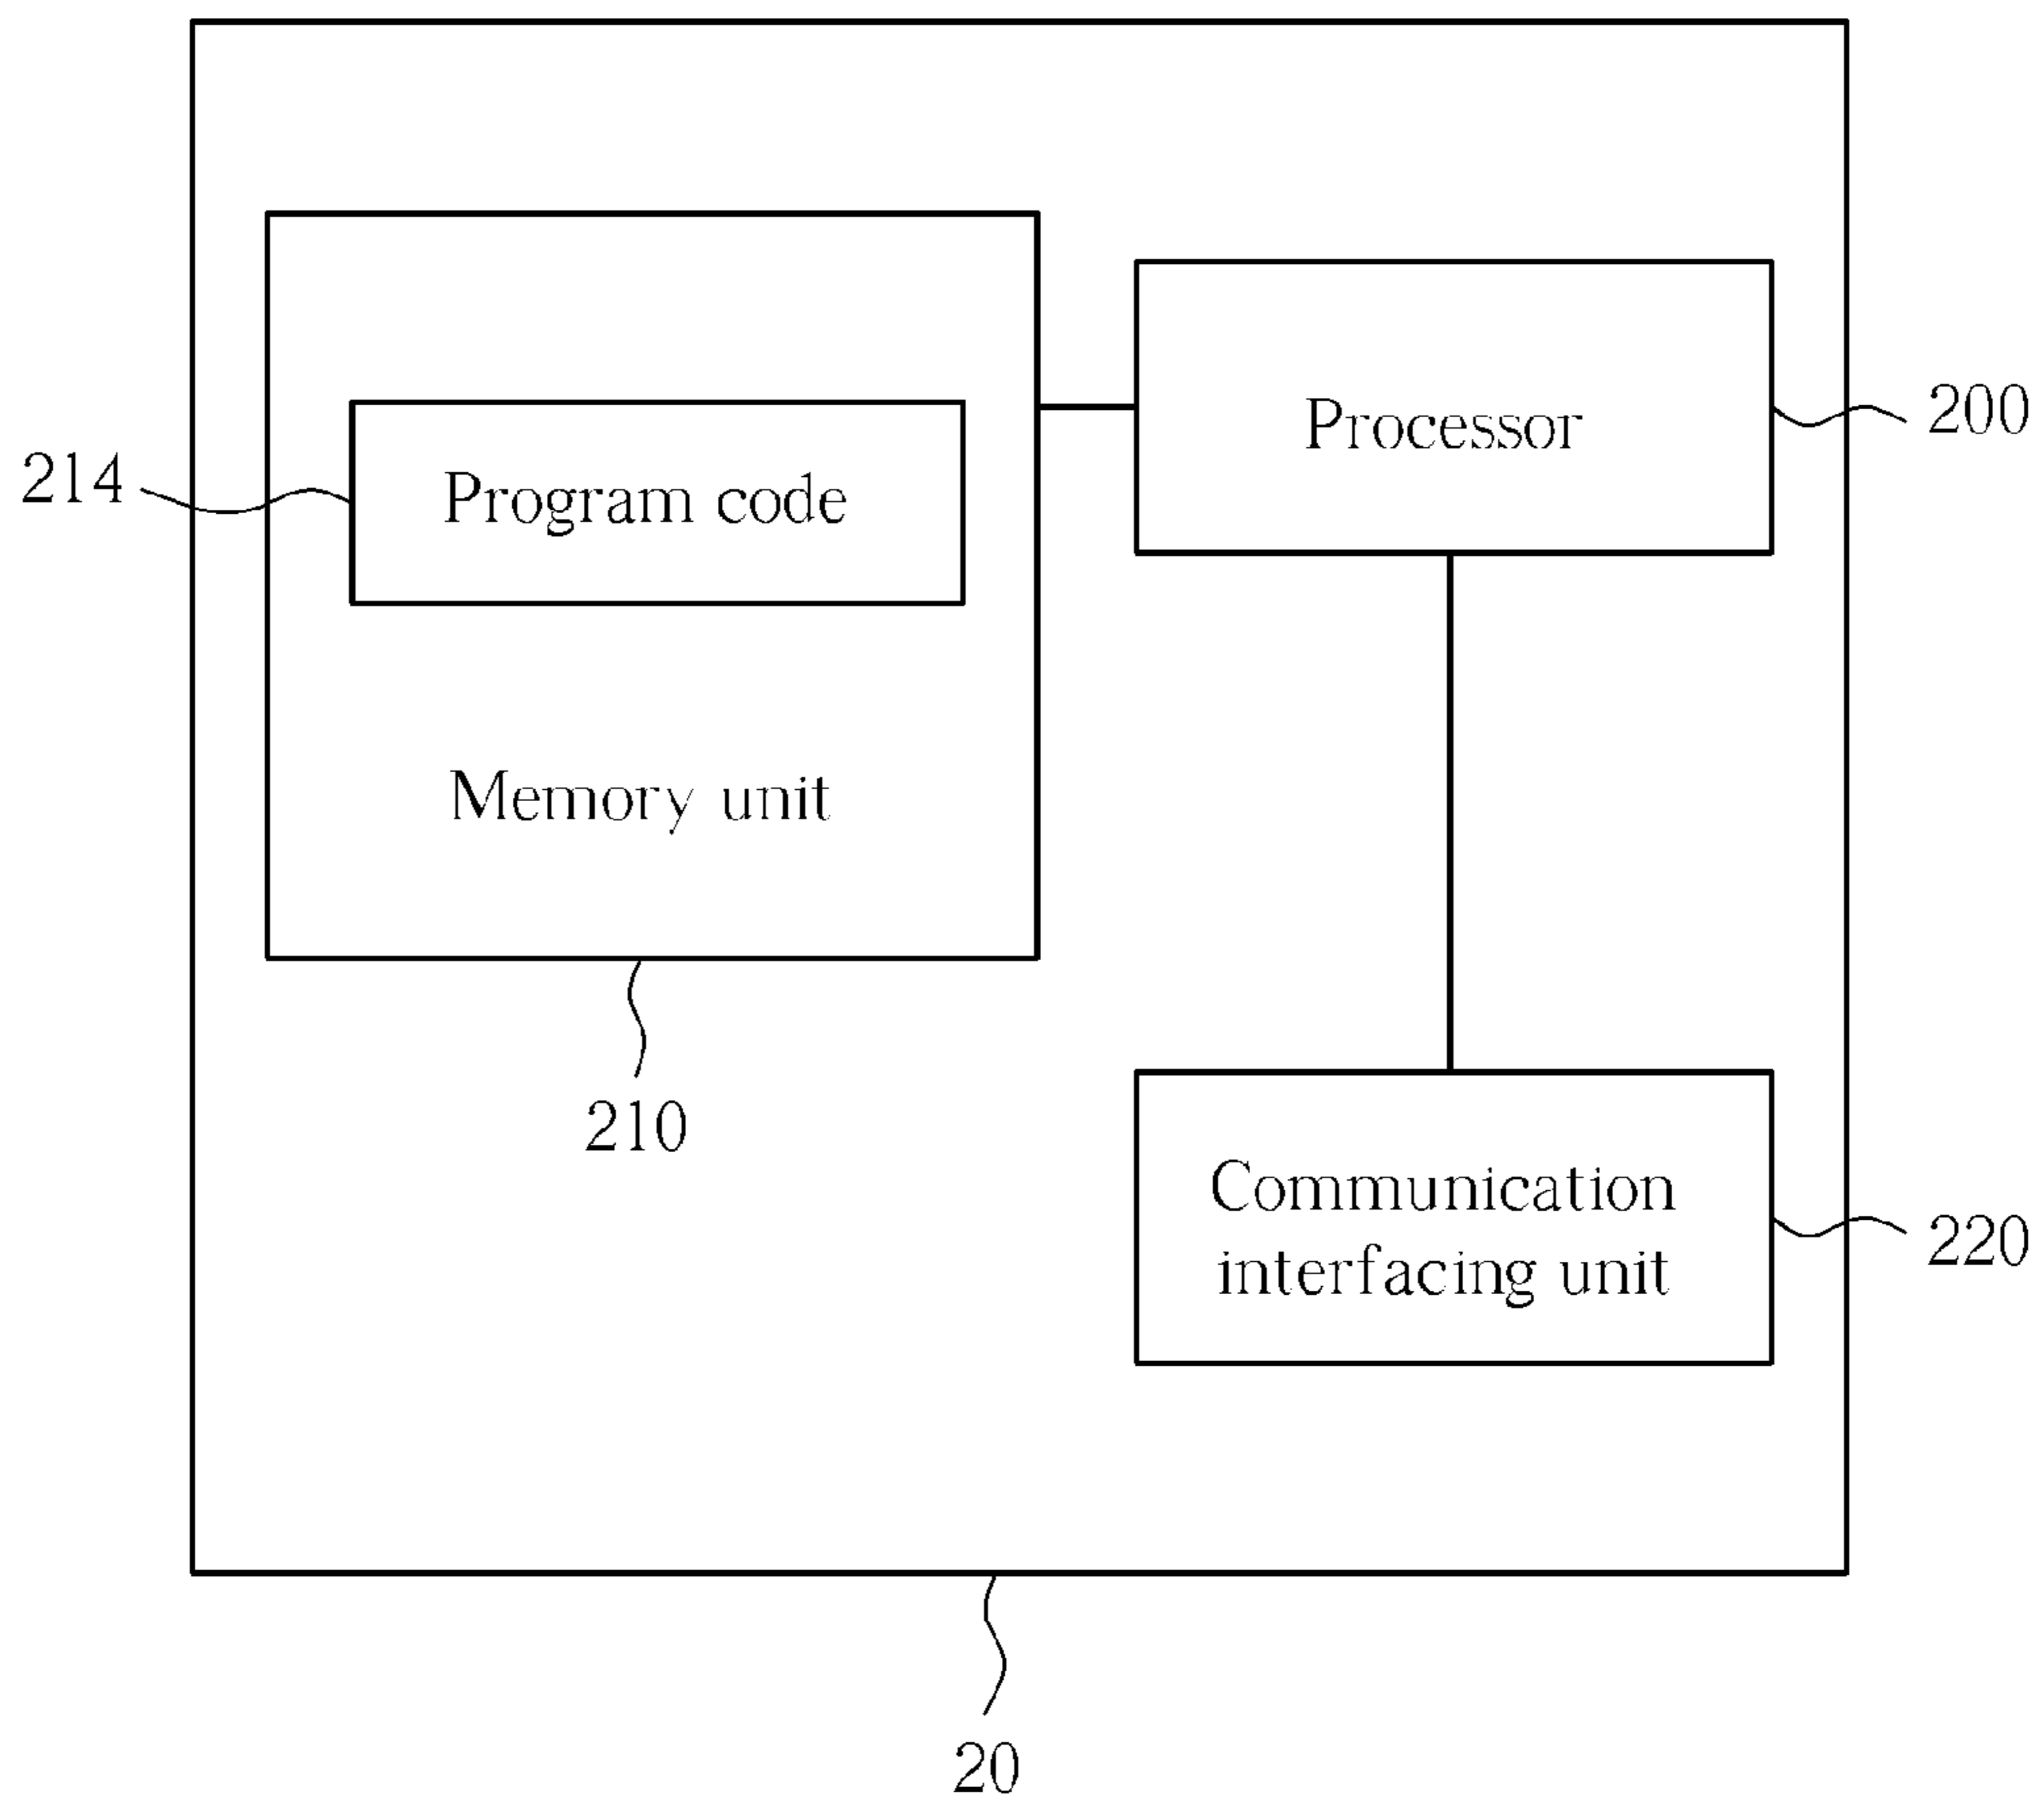 200
Processor
214
Program code
Memory unit
210
Communication
interfacing unit
220
20